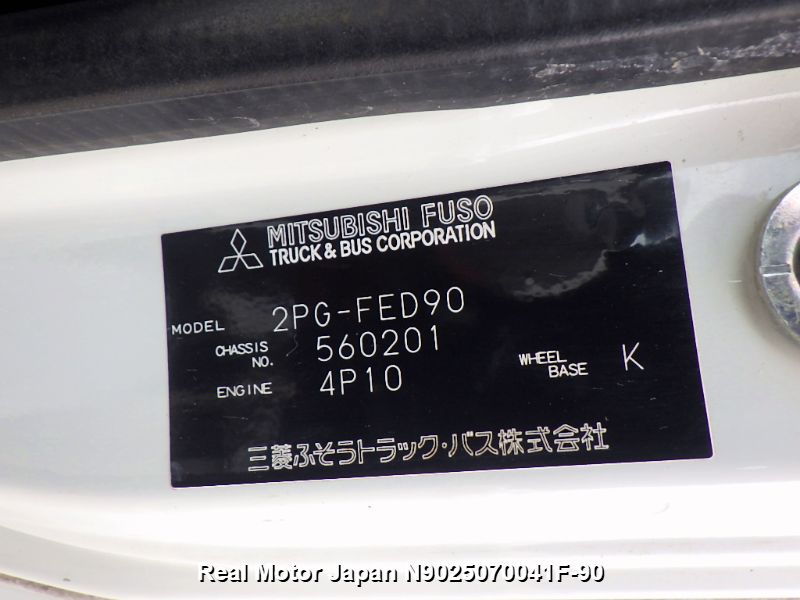 MITSUBISHI FUSO
TRUCK & BUS CORPORATION
MODEL 2PG-FED90
CHASSIS NO. 560201
ENGINE 4P10
WHEEL BASE K
三菱ふそうトラック・バス株式会社
Real Motor Japan N9025070041F-90